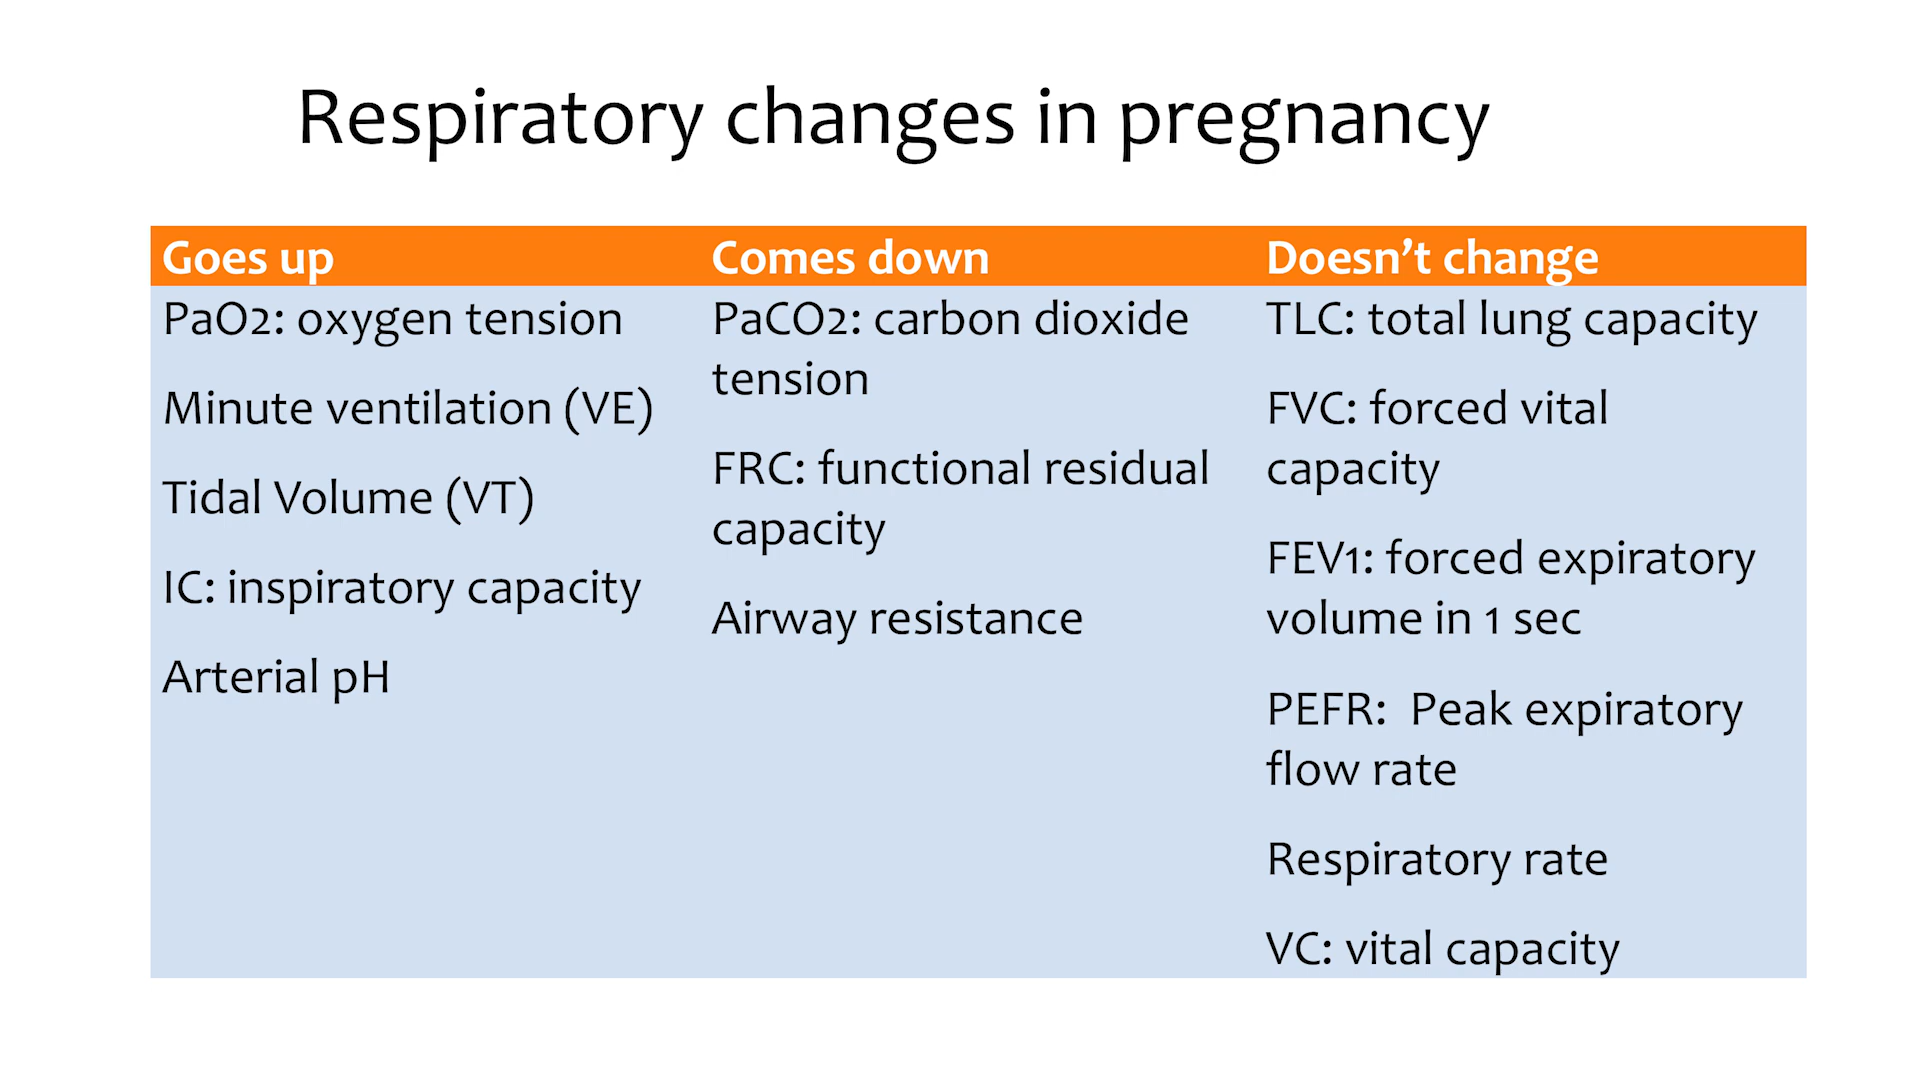 Respiratory changes in pregnancy
Goes up
PaO2: oxygen tension
Minute ventilation (VE)
Tidal Volume (VT)
IC: inspiratory capacity
Arterial pH
Comes down
PaCO2: carbon dioxide
tension
FRC: functional residual
capacity
Airway resistance
Doesn’t change
TLC: total lung capacity
FVC: forced vital
capacity
FEV1: forced expiratory
volume in 1 sec
PEFR:  Peak expiratory
flow rate
Respiratory rate
VC: vital capacity